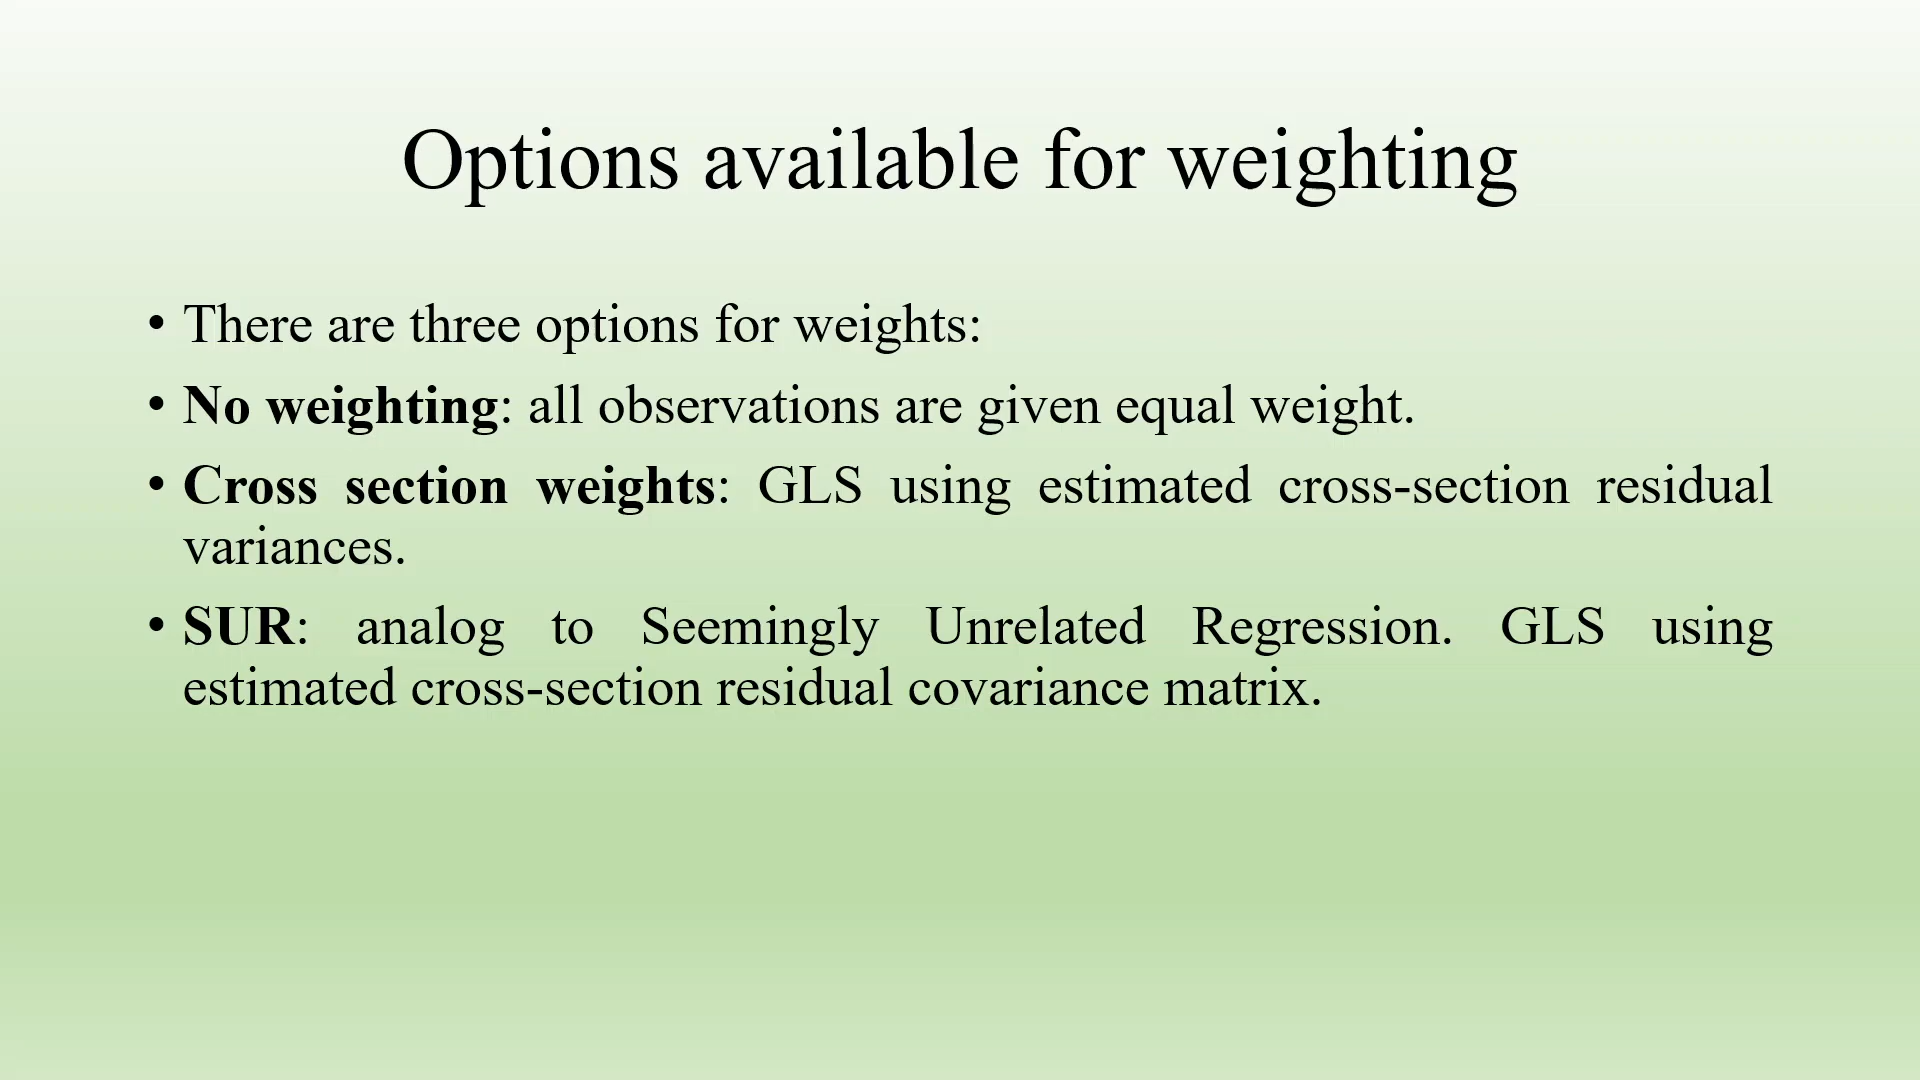 Options available for weighting
• There are three options for weights:
• No weighting: all observations are given equal weight.
• Cross section weights: GLS using estimated cross-section residual
variances.
• SUR: analog to Seemingly Unrelated Regression. GLS using
estimated cross-section residual covariance matrix.